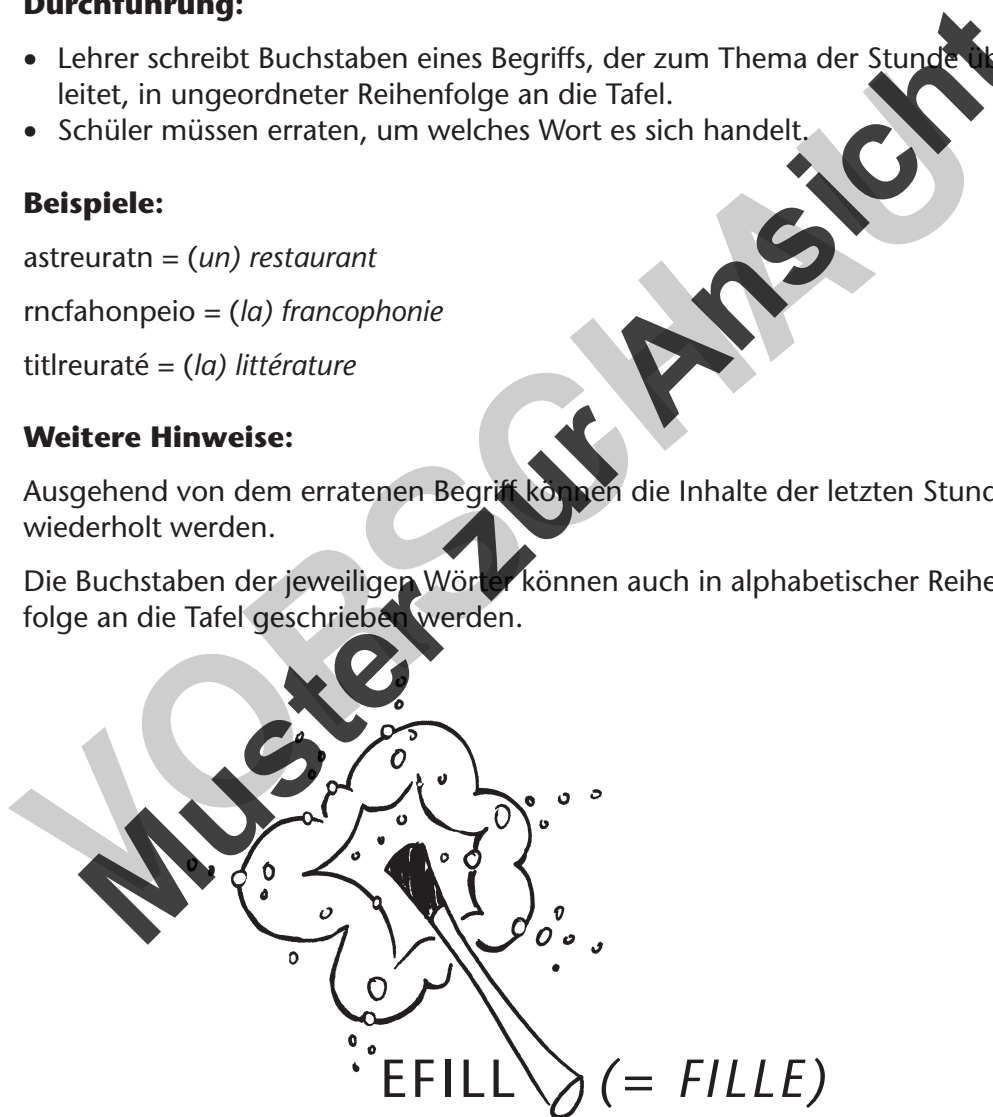 Durchführung:
• Lehrer schreibt Buchstaben eines Begriffs, der zum Thema der Stunde üb
leitet, in ungeordneter Reihenfolge an die Tafel.
• Schüler müssen erraten, um welches Wort es sich handelt.
Beispiele:
astreuratn = (un) restaurant
rncfahonpeio = (la) francophonie
titlreuraté = (la) littérature
Weitere Hinweise:
Ausgehend von dem erratenen Begriff können die Inhalte der letzten Stund
wiederholt werden.
Die Buchstaben der jeweiligen Wörter können auch in alphabetischer Reihe
folge an die Tafel geschrieben werden.
VORSCHAU
Muster zur Ansicht
EFILL (= FILLE)